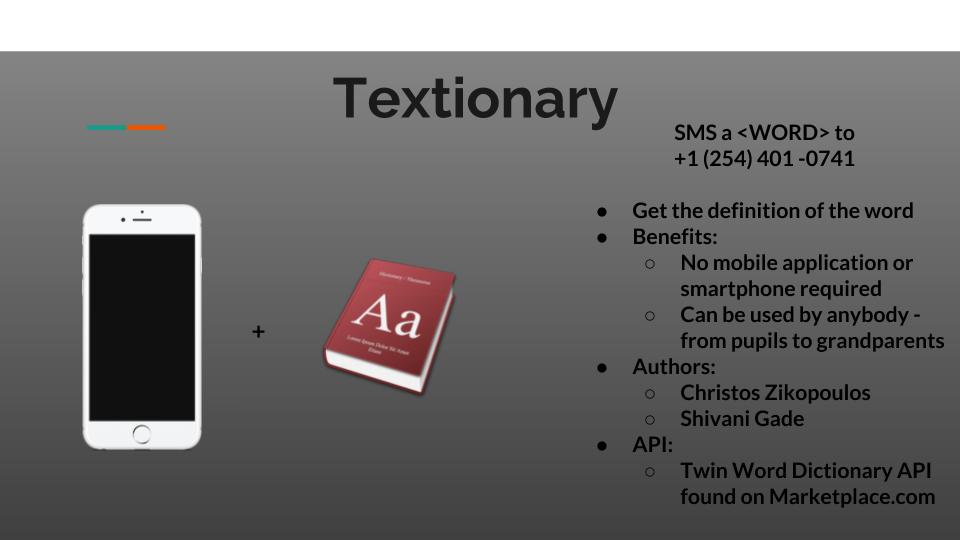 Textionary
SMS a <WORD> to
+1 (254) 401 -0741
● Get the definition of the word
● Benefits:
○ No mobile application or
smartphone required
○ Can be used by anybody -
from pupils to grandparents
● Authors:
○ Christos Zikopoulos
○ Shivani Gade
● API:
○ Twin Word Dictionary API
found on Marketplace.com
+
Dictionary / Thesaurus
Aa
Lorem Ipsum Dolor Sit Amet
Etiam